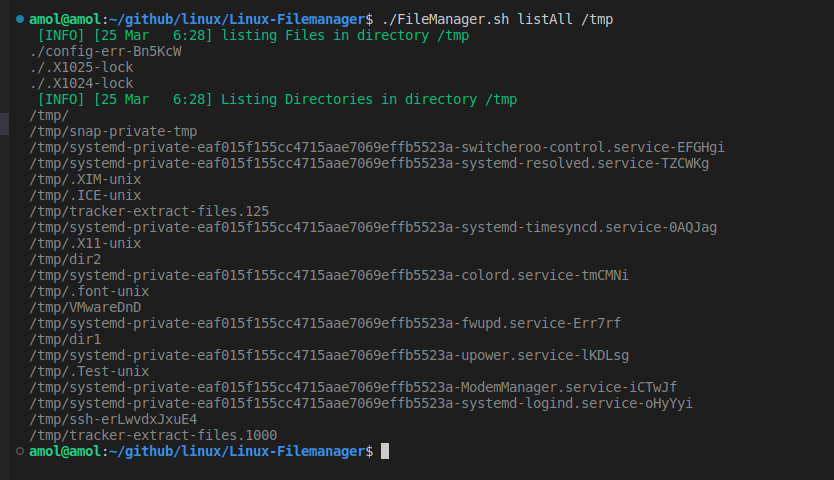 amol@amol:~/github/linux/Linux-Filemanager$ ./FileManager.sh listAll /tmp
[INFO] [25 Mar   6:28] listing Files in directory /tmp
./config-err-Bn5KcW
./.X1025-lock
./.X1024-lock
[INFO] [25 Mar   6:28] Listing Directories in directory /tmp
/tmp/
/tmp/snap-private-tmp
/tmp/systemd-private-eaf015f155cc4715aae7069effb5523a-switcheroo-control.service-EFGHgi
/tmp/systemd-private-eaf015f155cc4715aae7069effb5523a-systemd-resolved.service-TZCWKg
/tmp/.XIM-unix
/tmp/.ICE-unix
/tmp/tracker-extract-files.125
/tmp/systemd-private-eaf015f155cc4715aae7069effb5523a-systemd-timesyncd.service-0AQJag
/tmp/.X11-unix
/tmp/dir2
/tmp/systemd-private-eaf015f155cc4715aae7069effb5523a-colord.service-tmCMNi
/tmp/.font-unix
/tmp/VMwareDnD
/tmp/systemd-private-eaf015f155cc4715aae7069effb5523a-fwupd.service-Err7rf
/tmp/dir1
/tmp/systemd-private-eaf015f155cc4715aae7069effb5523a-upower.service-lKDLsg
/tmp/.Test-unix
/tmp/systemd-private-eaf015f155cc4715aae7069effb5523a-ModemManager.service-iCTwJf
/tmp/systemd-private-eaf015f155cc4715aae7069effb5523a-systemd-logind.service-oHyYyi
/tmp/ssh-erLwvdxJxuE4
/tmp/tracker-extract-files.1000
amol@amol:~/github/linux/Linux-Filemanager$